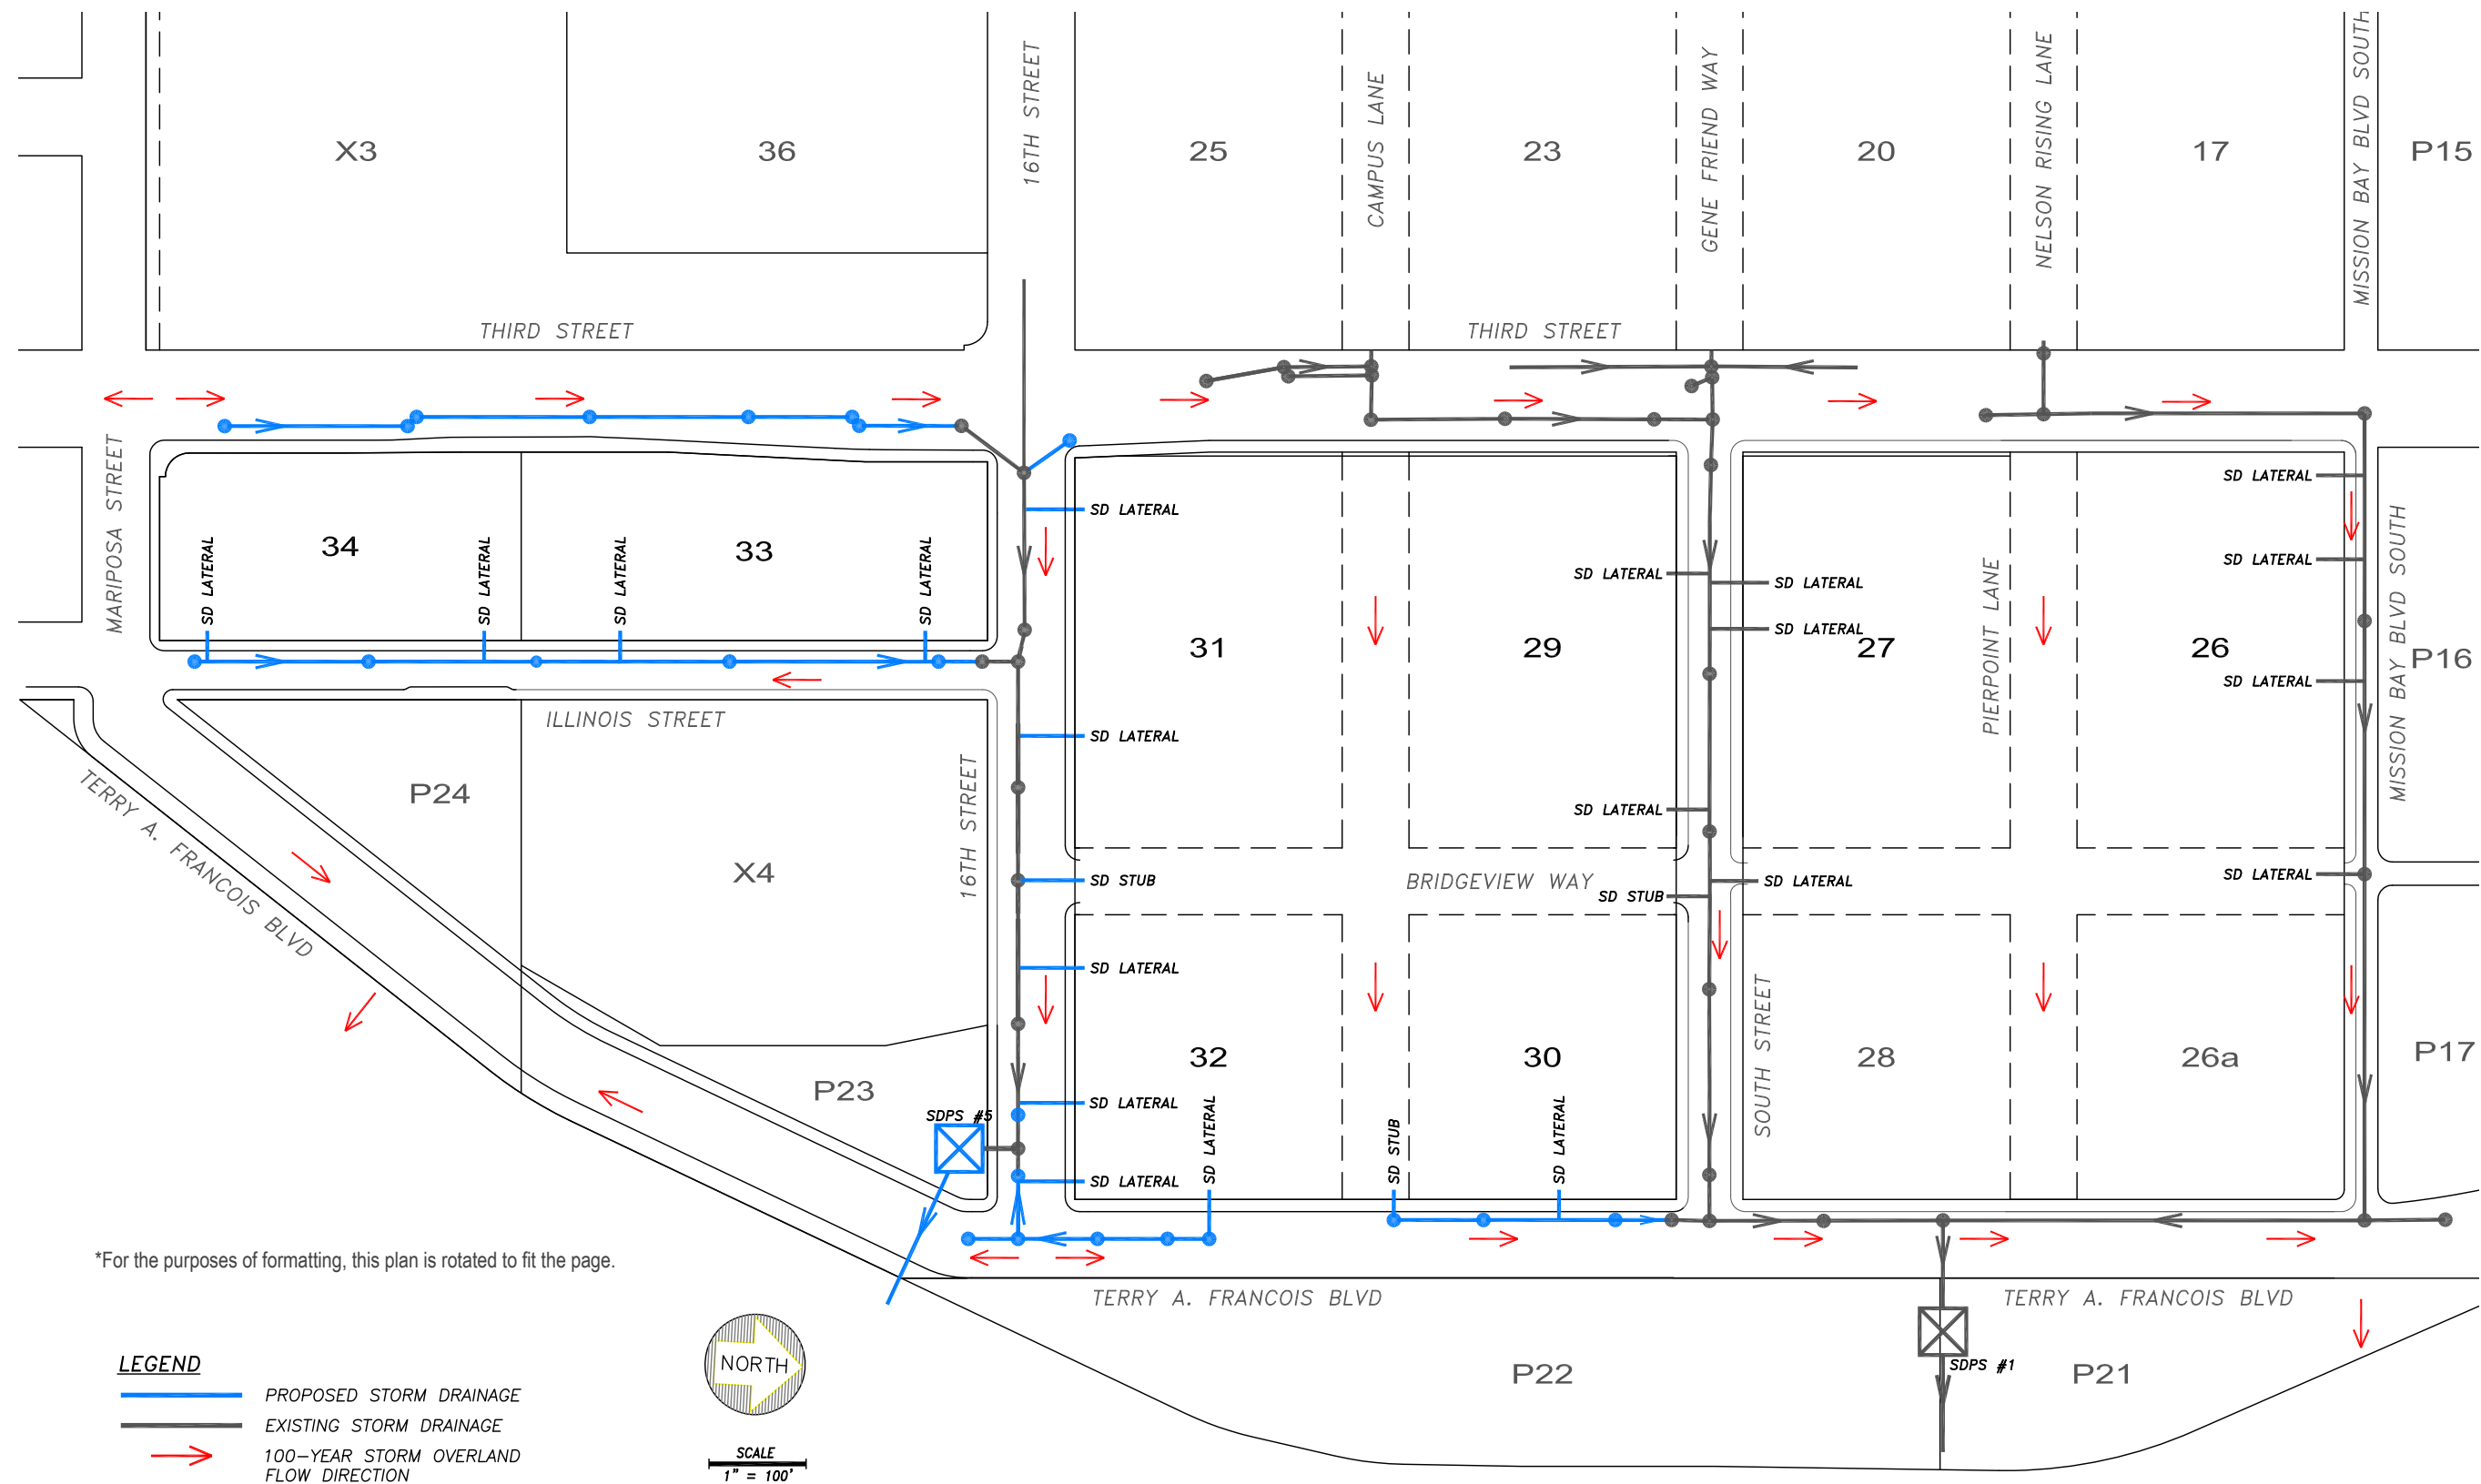 16TH STREET
CAMPUS LANE
GENE FRIEND WAY
NELSON RISING LANE
MISSION BAY BLVD SOUTH
X3
36
25
23
20
17
P15
THIRD STREET
THIRD STREET
MARIPOSA STREET
34
33
SD LATERAL
SD LATERAL
SD LATERAL
SD LATERAL
SD LATERAL
SD LATERAL
SD LATERAL
SD LATERAL
SD LATERAL
SD LATERAL
SD LATERAL
31
29
27
26
PIERPOINT LANE
P16
MISSION BAY BLVD SOUTH
ILLINOIS STREET
SD LATERAL
SD LATERAL
P24
TERRY A. FRANCOIS BLVD
X4
16TH STREET
SD STUB
BRIDGEVIEW WAY
SD STUB
SD LATERAL
SD LATERAL
SD LATERAL
32
30
SOUTH STREET
28
26a
P17
P23
SDPS #5
SD LATERAL
SD LATERAL
SD LATERAL
SD STUB
SD LATERAL
*For the purposes of formatting, this plan is rotated to fit the page.
TERRY A. FRANCOIS BLVD
TERRY A. FRANCOIS BLVD
P22
SDPS #1
P21
LEGEND
PROPOSED STORM DRAINAGE
EXISTING STORM DRAINAGE
100-YEAR STORM OVERLAND
FLOW DIRECTION
NORTH
SCALE
1" = 100'